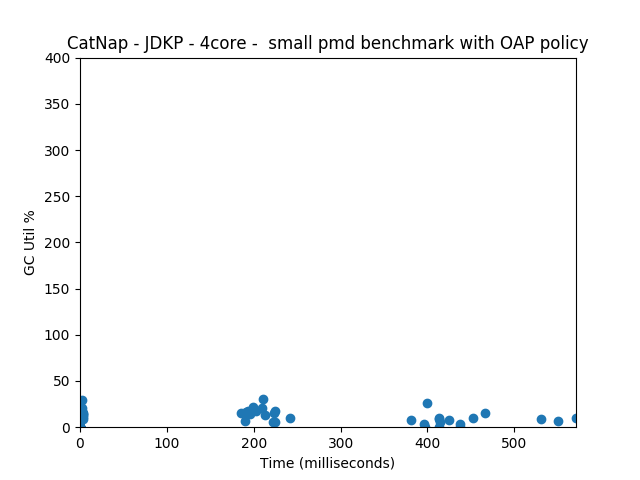 CatNap - JDKP - 4core -  small pmd benchmark with OAP policy
400
350
300
250
200
150
100
50
0
GC Util %
0 100 200 300 400 500
Time (milliseconds)